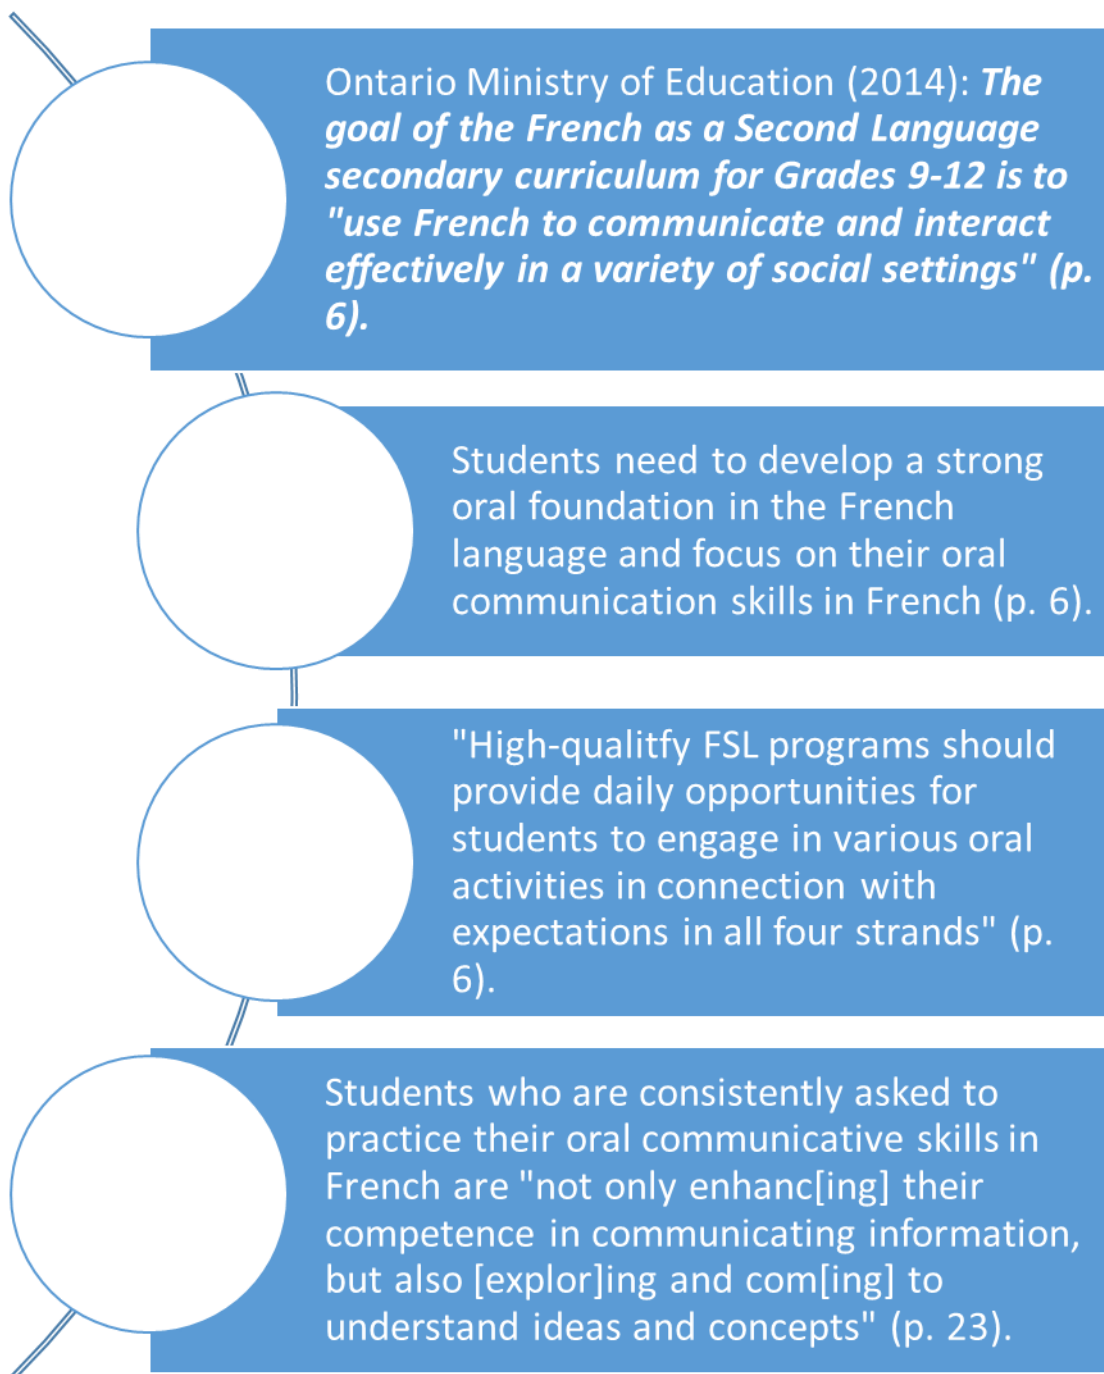 Ontario Ministry of Education (2014): The
goal of the French as a Second Language
secondary curriculum for Grades 9-12 is to
"use French to communicate and interact
effectively in a variety of social settings" (p.
6).
Students need to develop a strong
oral foundation in the French
language and focus on their oral
communication skills in French (p. 6).
"High-qualitfy FSL programs should
provide daily opportunities for
students to engage in various oral
activities in connection with
expectations in all four strands" (p.
6).
Students who are consistently asked to
practice their oral communicative skills in
French are "not only enhanc[ing] their
competence in communicating information,
but also [explor]ing and com[ing] to
understand ideas and concepts" (p. 23).